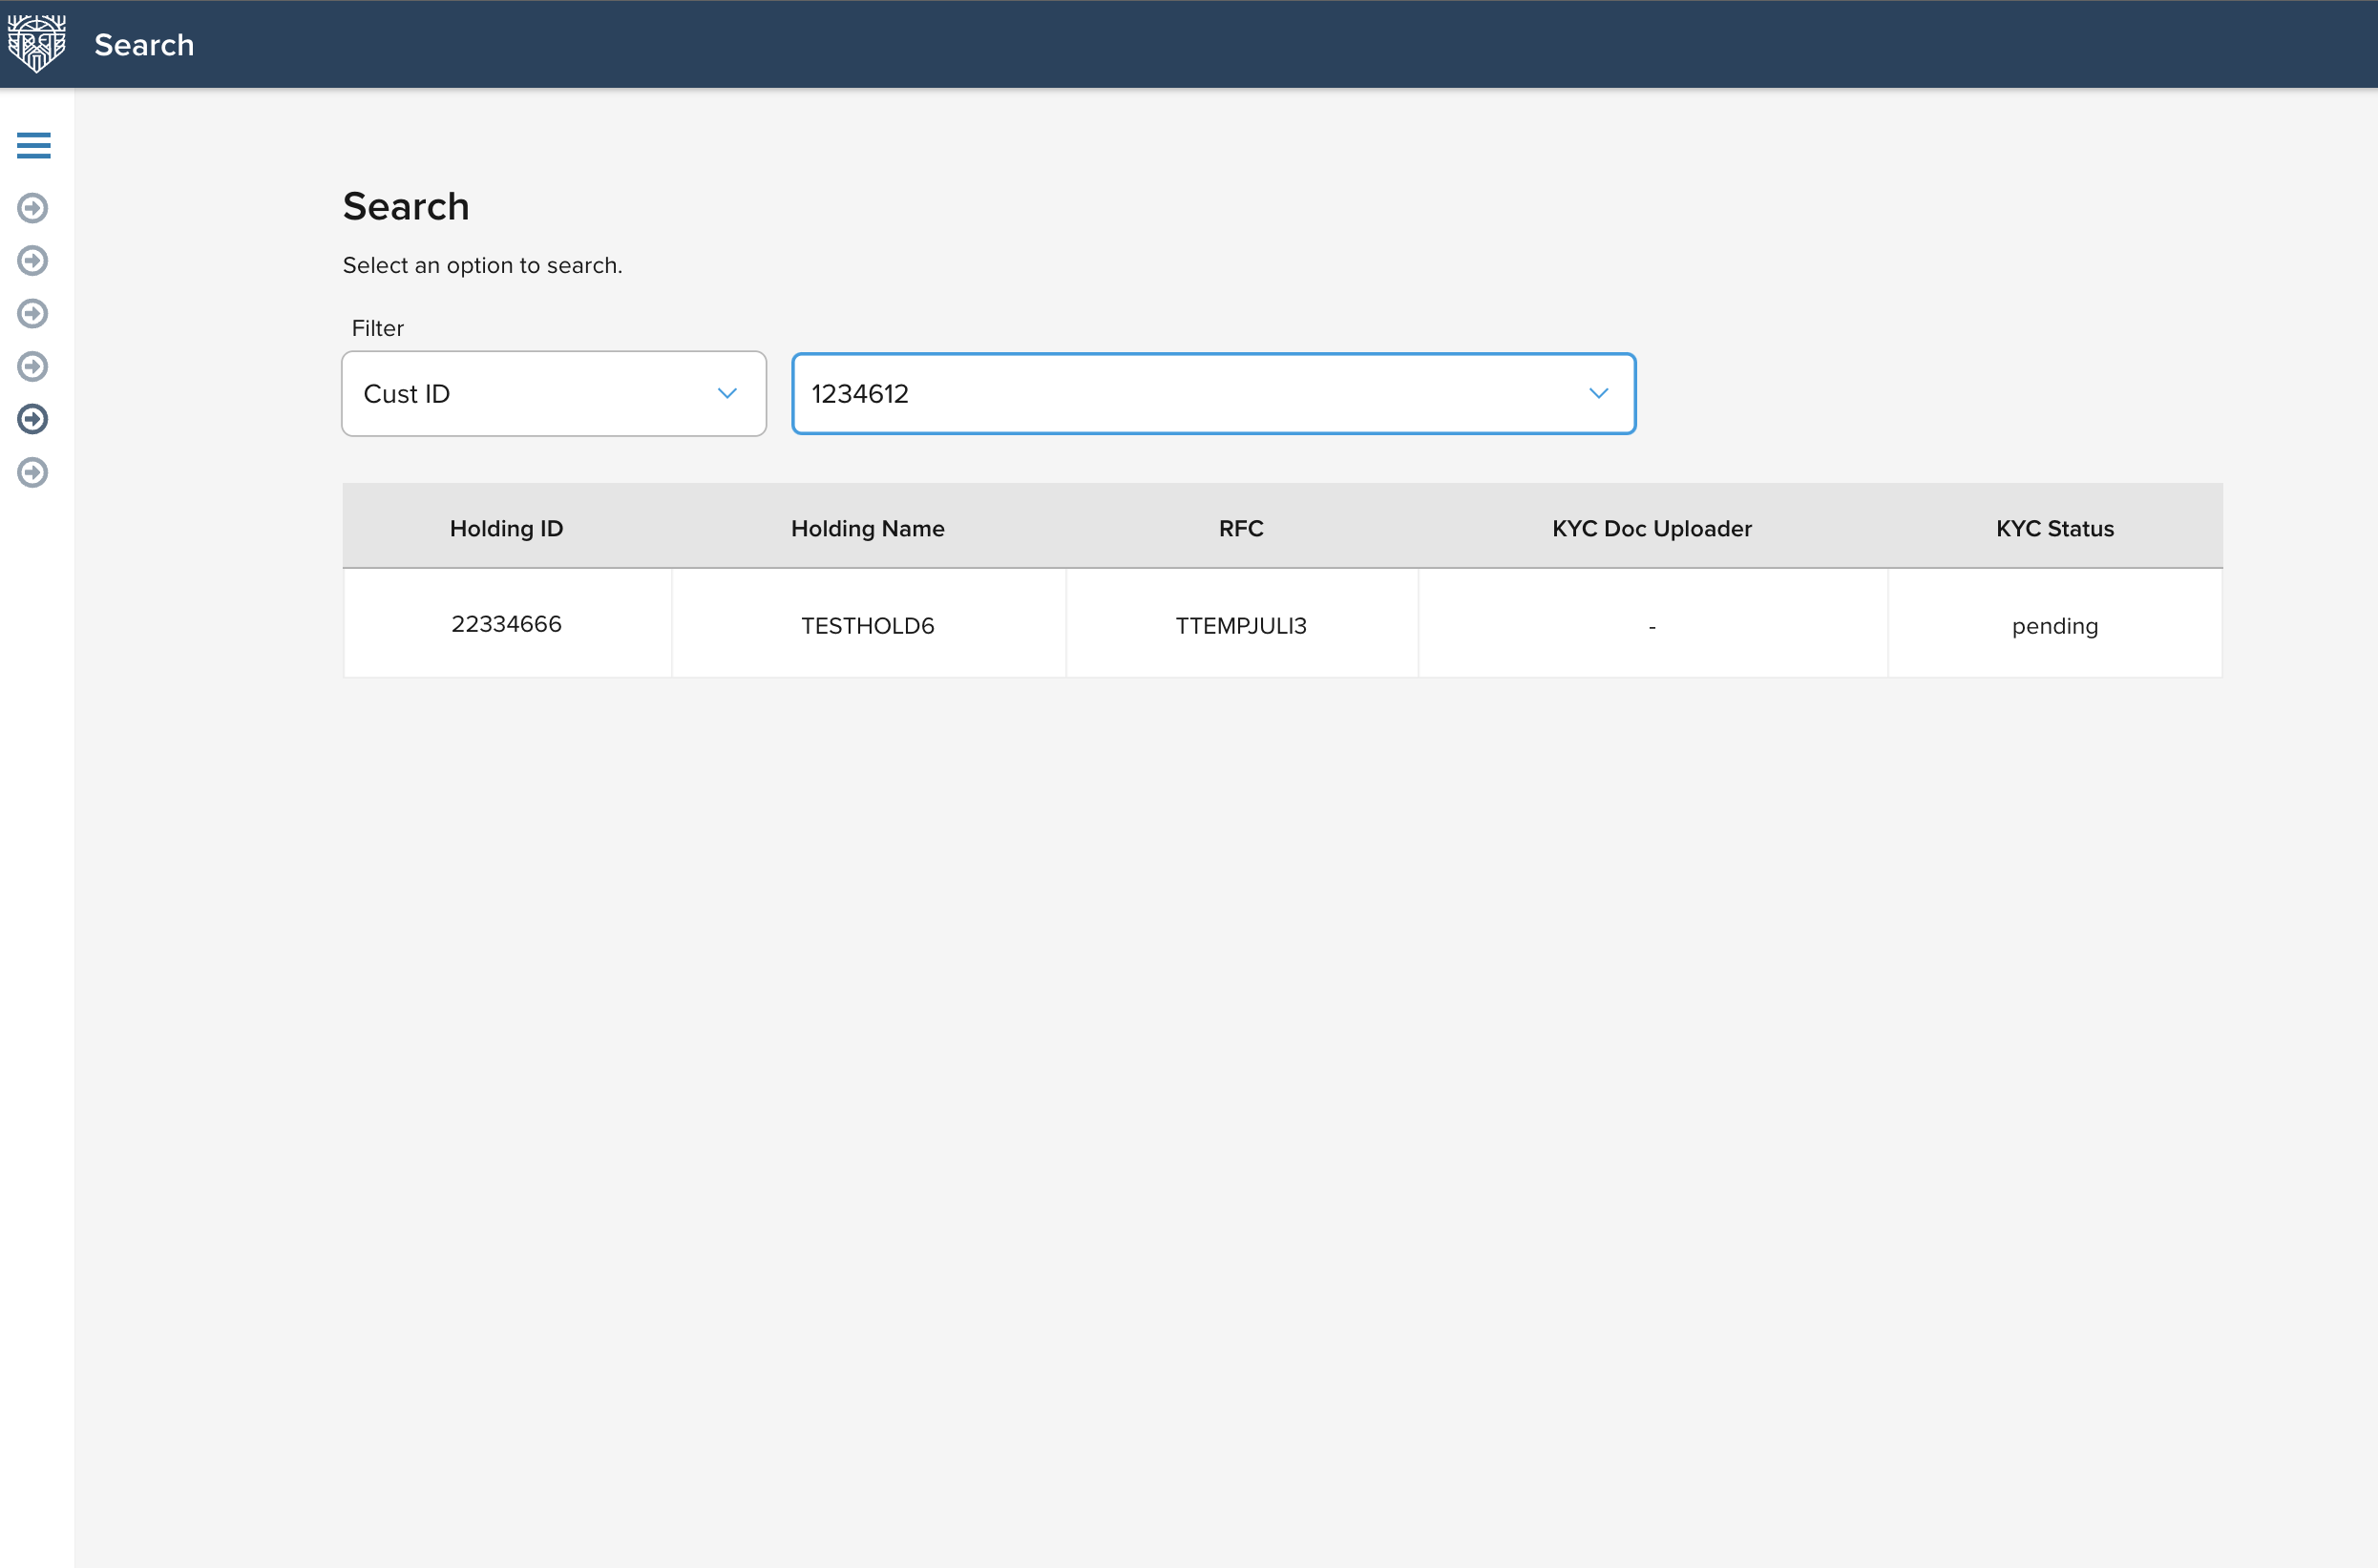 Search
Search
Select an option to search.
Filter
Cust ID 1234612
Holding ID Holding Name RFC KYC Doc Uploader KYC Status
22334666 TESTHOLD6 TTEMPJULI3 - pending